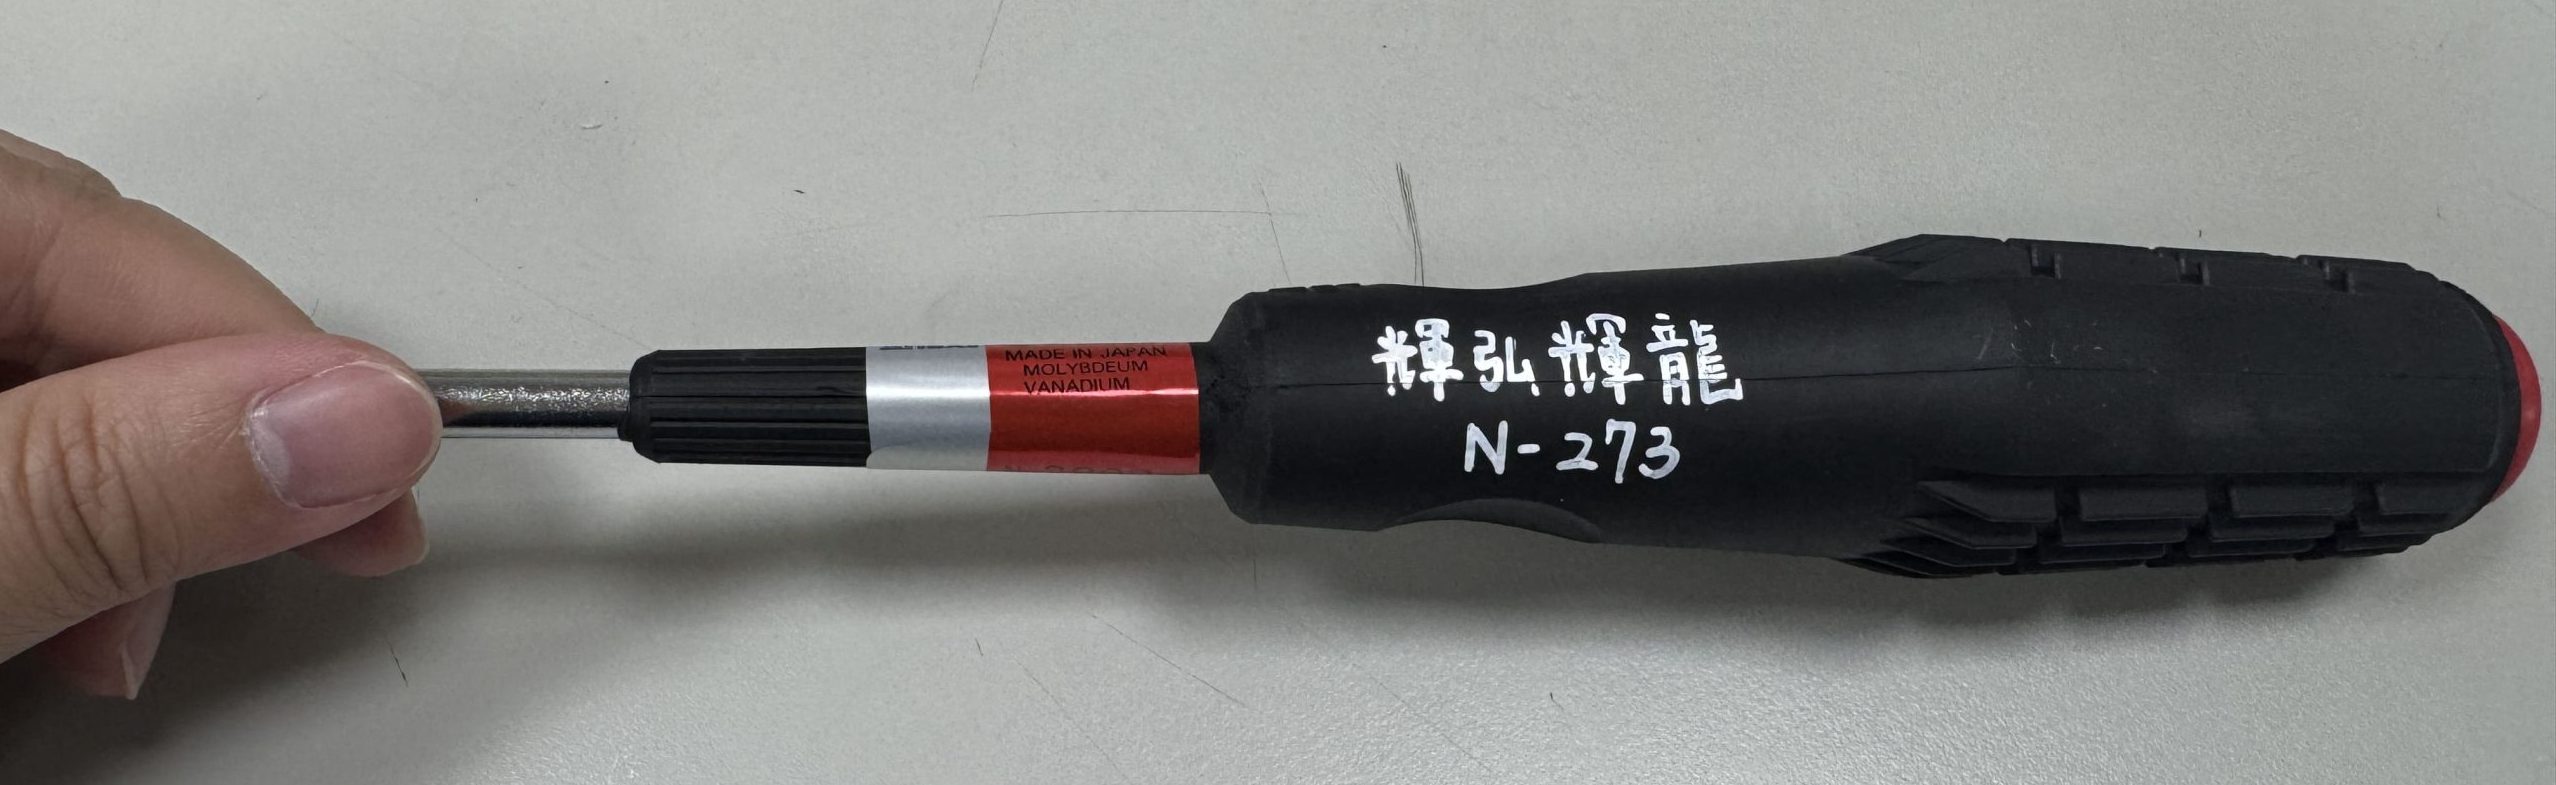 MADE IN JAPAN
MOLYBDEUM
VANADIUM
輝弘輝龍
N-273